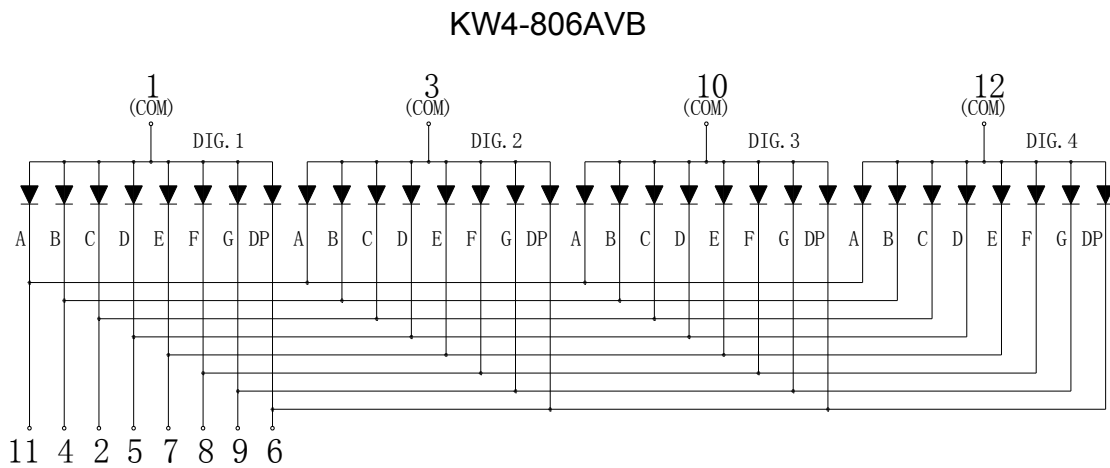 KW4-806AVB
1 3 10 12
(COM) (COM) (COM) (COM)
DIG.1 DIG.2 DIG.3 DIG.4
A B C D E F G DP A B C D E F G DP A B C D E F G DP A B C D E F G DP
11 4 2 5 7 8 9 6